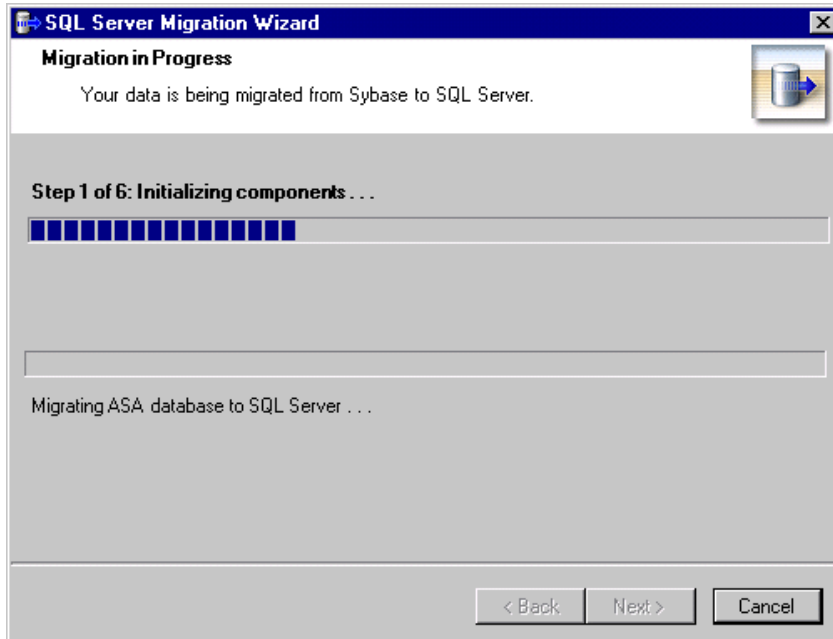 SQL Server Migration Wizard
Migration in Progress
Your data is being migrated from Sybase to SQL Server.
Step 1 of 6: Initializing components . . .
Migrating ASA database to SQL Server . . .
< Back
Next >
Cancel